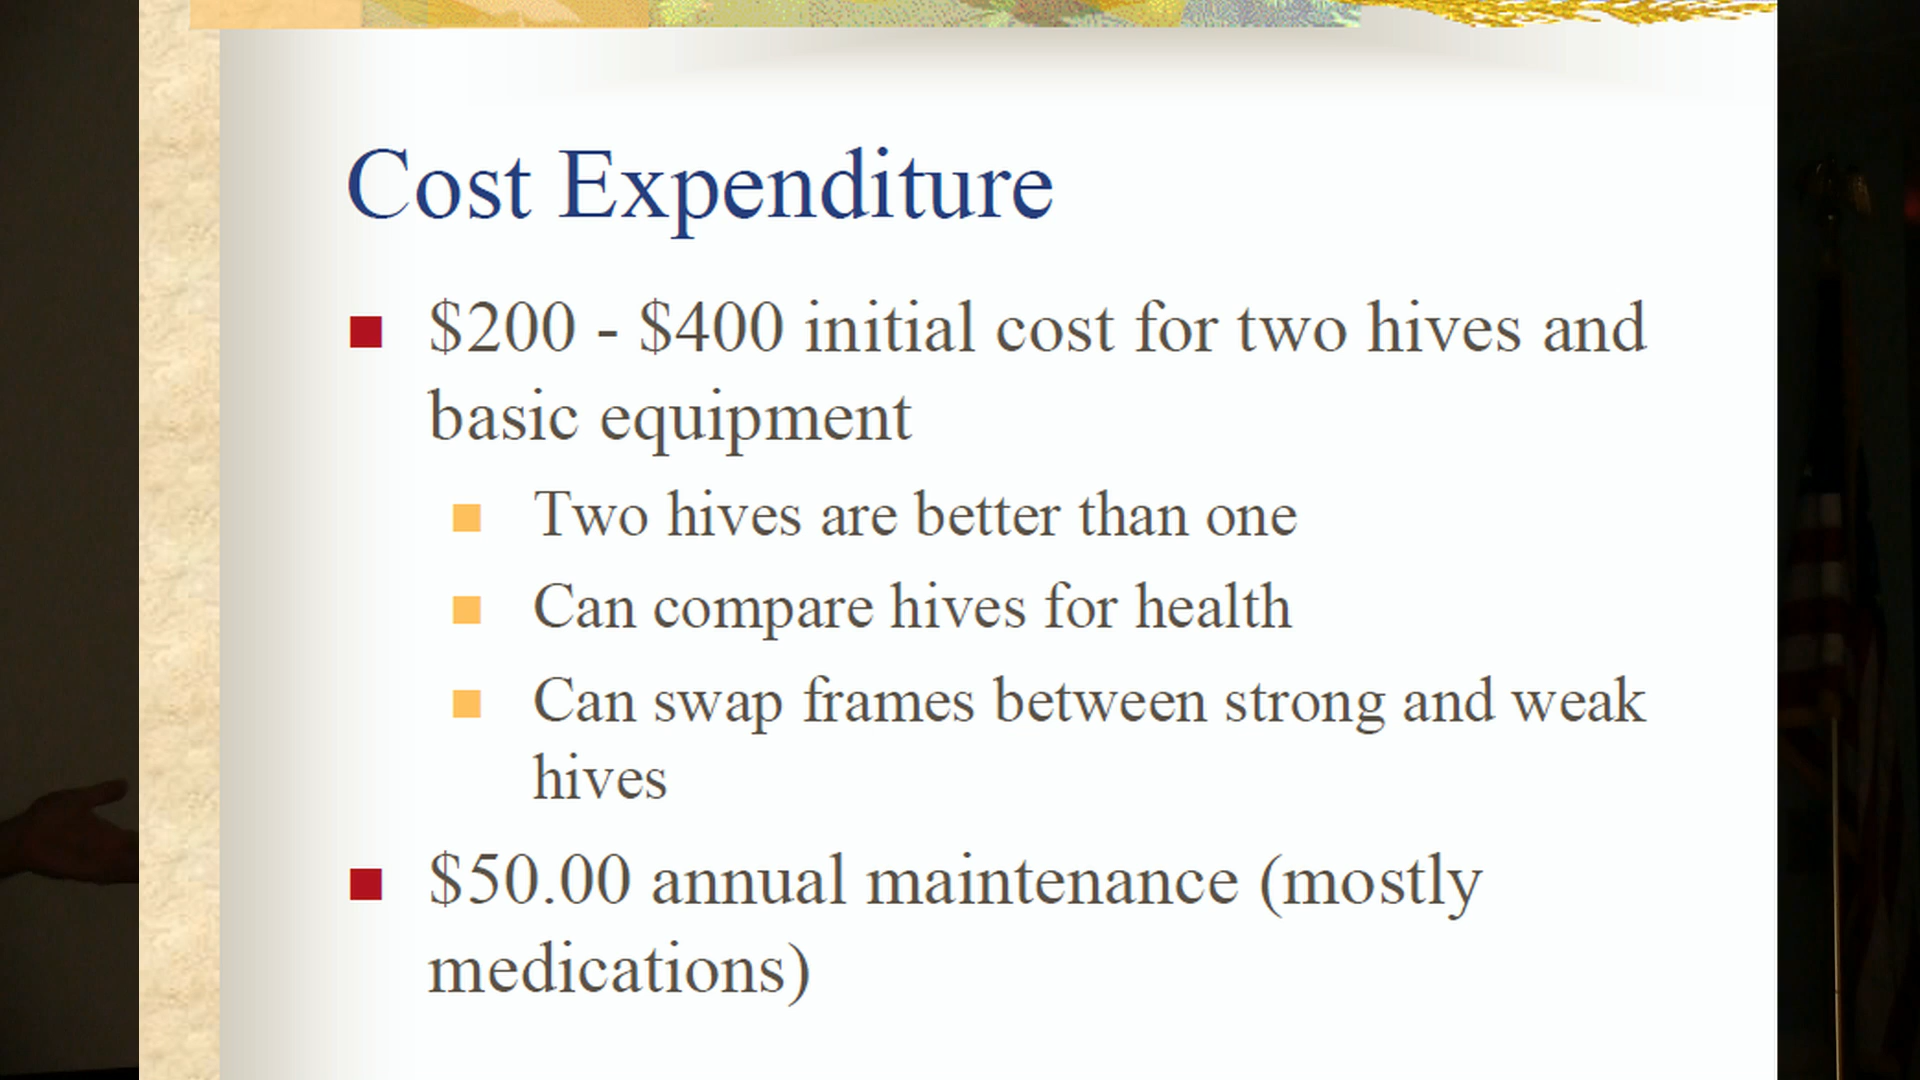 Cost Expenditure
$200 - $400 initial cost for two hives and
basic equipment
Two hives are better than one
Can compare hives for health
Can swap frames between strong and weak
hives
$50.00 annual maintenance (mostly
medications)